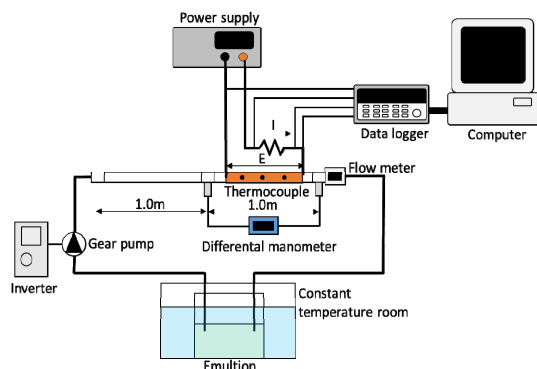 Power supply
I
E
Data logger
Computer
Flow meter
Thermocouple
1.0m
1.0m
Gear pump
Differental manometer
Inverter
Constant
temperature room
Emultion